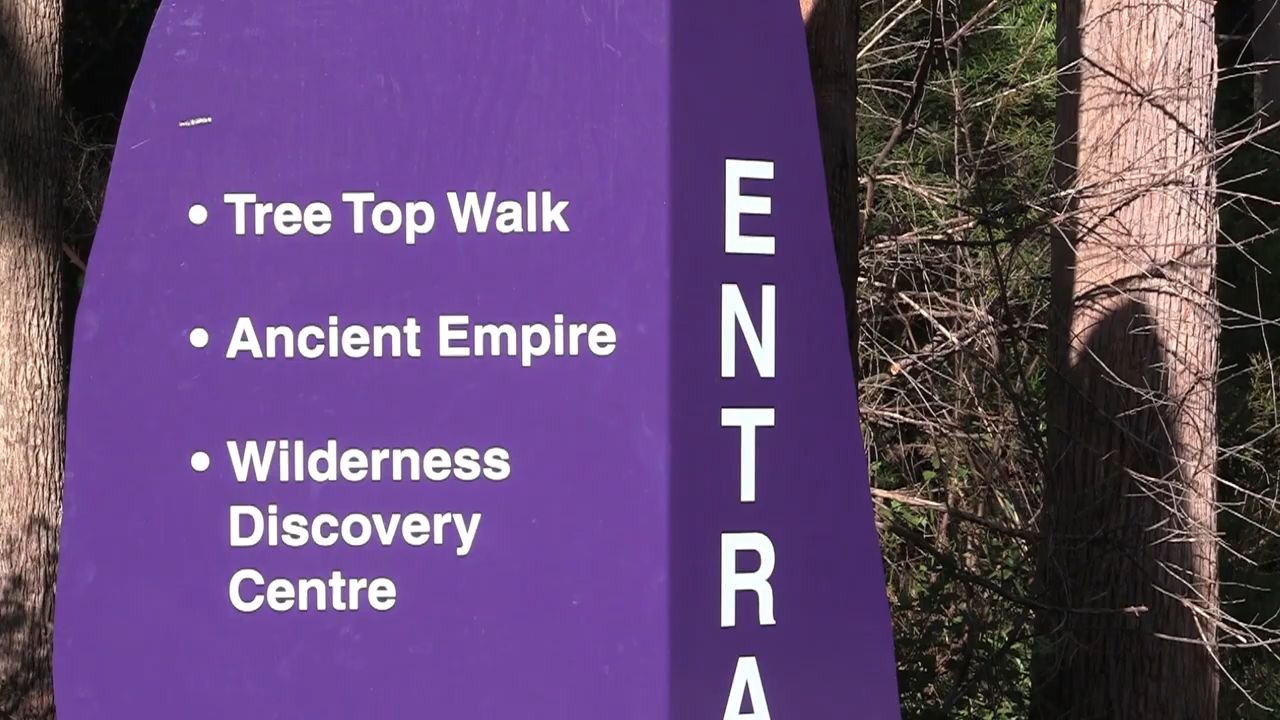 • Tree Top Walk
• Ancient Empire
• Wilderness
Discovery
Centre
ENTRA